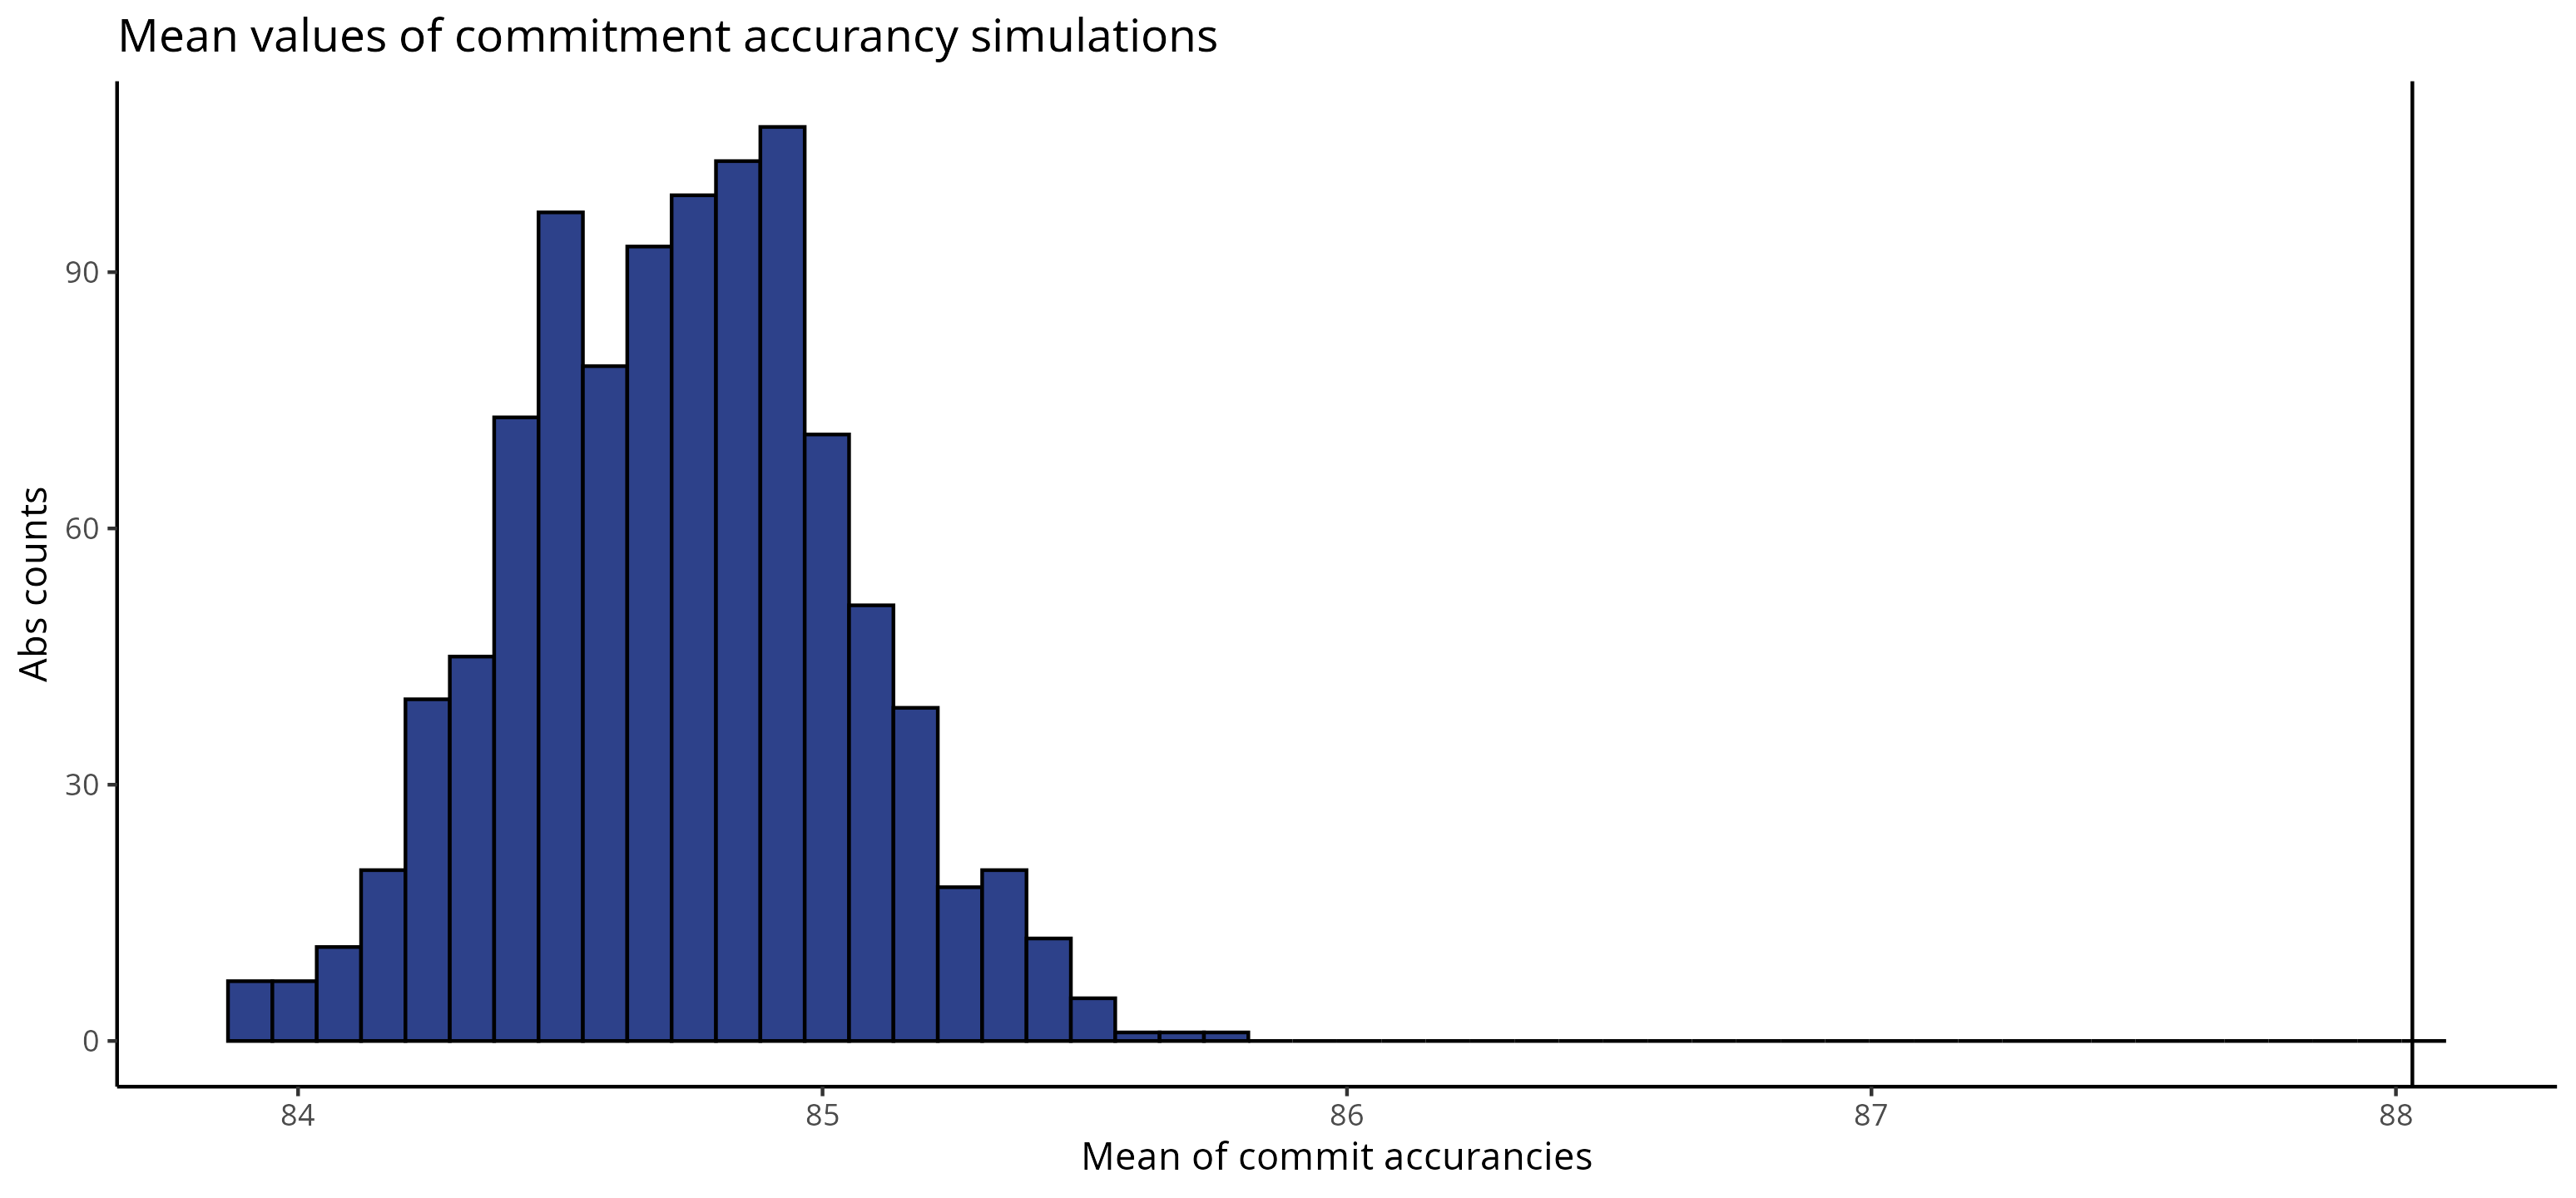 Mean values of commitment accurancy simulations
Abs counts
90
60
30
0
84 85 86 87 88
Mean of commit accurancies